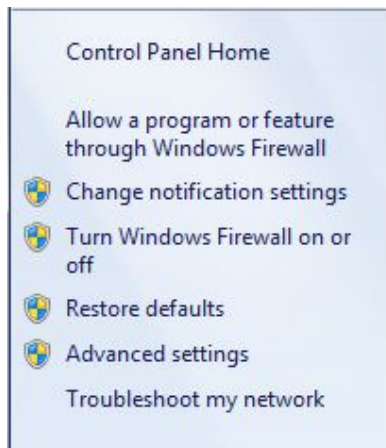 Control Panel Home
Allow a program or feature
through Windows Firewall
Change notification settings
Turn Windows Firewall on or
off
Restore defaults
Advanced settings
Troubleshoot my network